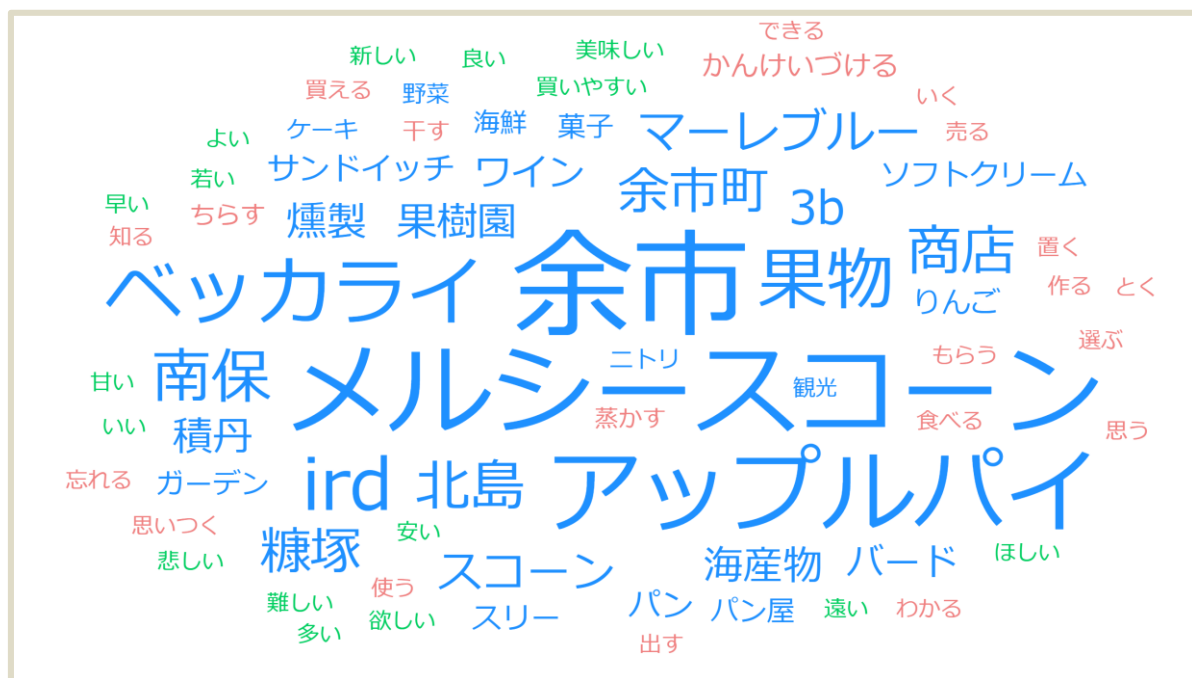 できる
新しい 良い 美味しい かんけいづける
買える 野菜 買いやすい いく
よい ケーキ 干す 海鮮 菓子 マーレブルー 売る
若い サンドイッチ ワイン 余市町 ソフトクリーム
早い ちらす 燻製 果樹園 3b
知る ベッカライ 余市 果物 商店 置く
りんご 作る とく
南保 メルシースコーン ニトリ もらう 選ぶ
甘い 観光
いい 積丹 蒸かす 食べる 思う
忘れる ガーデン ird 北島 アップルパイ
思いつく 糠塚 安い
悲しい スコーン 海産物 バード ほしい
難しい 使う スリー パン パン屋 遠い わかる
多い 欲しい 出す